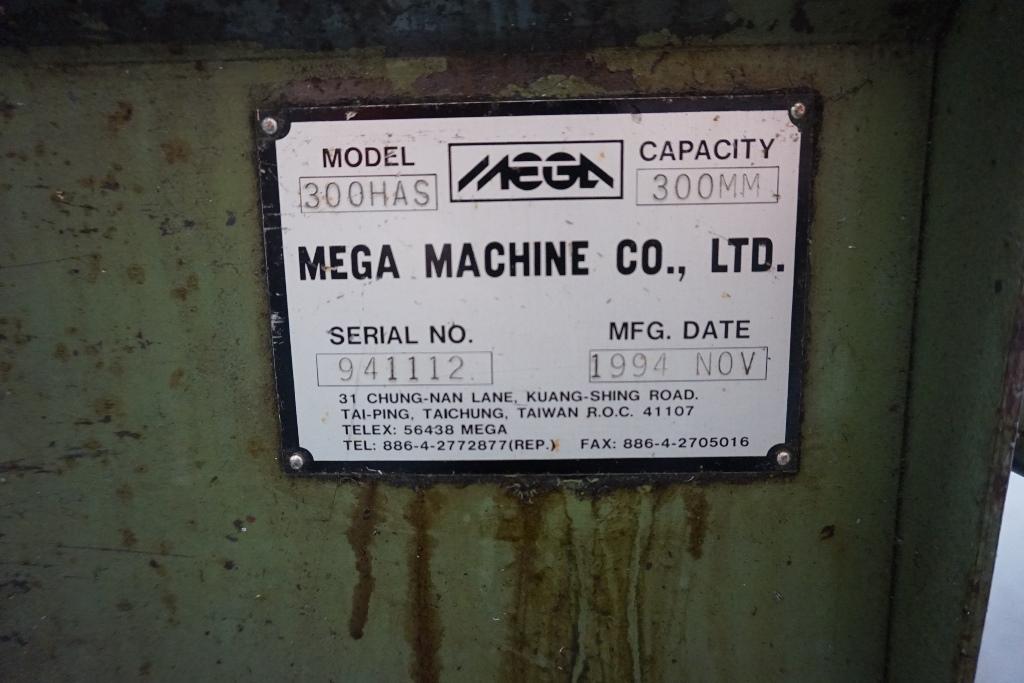 MODEL MEGA CAPACITY
300HAS 300MM
MEGA MACHINE CO., LTD.
SERIAL NO. MFG. DATE
941112 1994 NOV
31 CHUNG-NAN LANE, KUANG-SHING ROAD.
TAI-PING, TAICHUNG, TAIWAN R.O.C. 41107
TELEX: 56438 MEGA
TEL: 886-4-2772877(REP.) FAX: 886-4-2705016